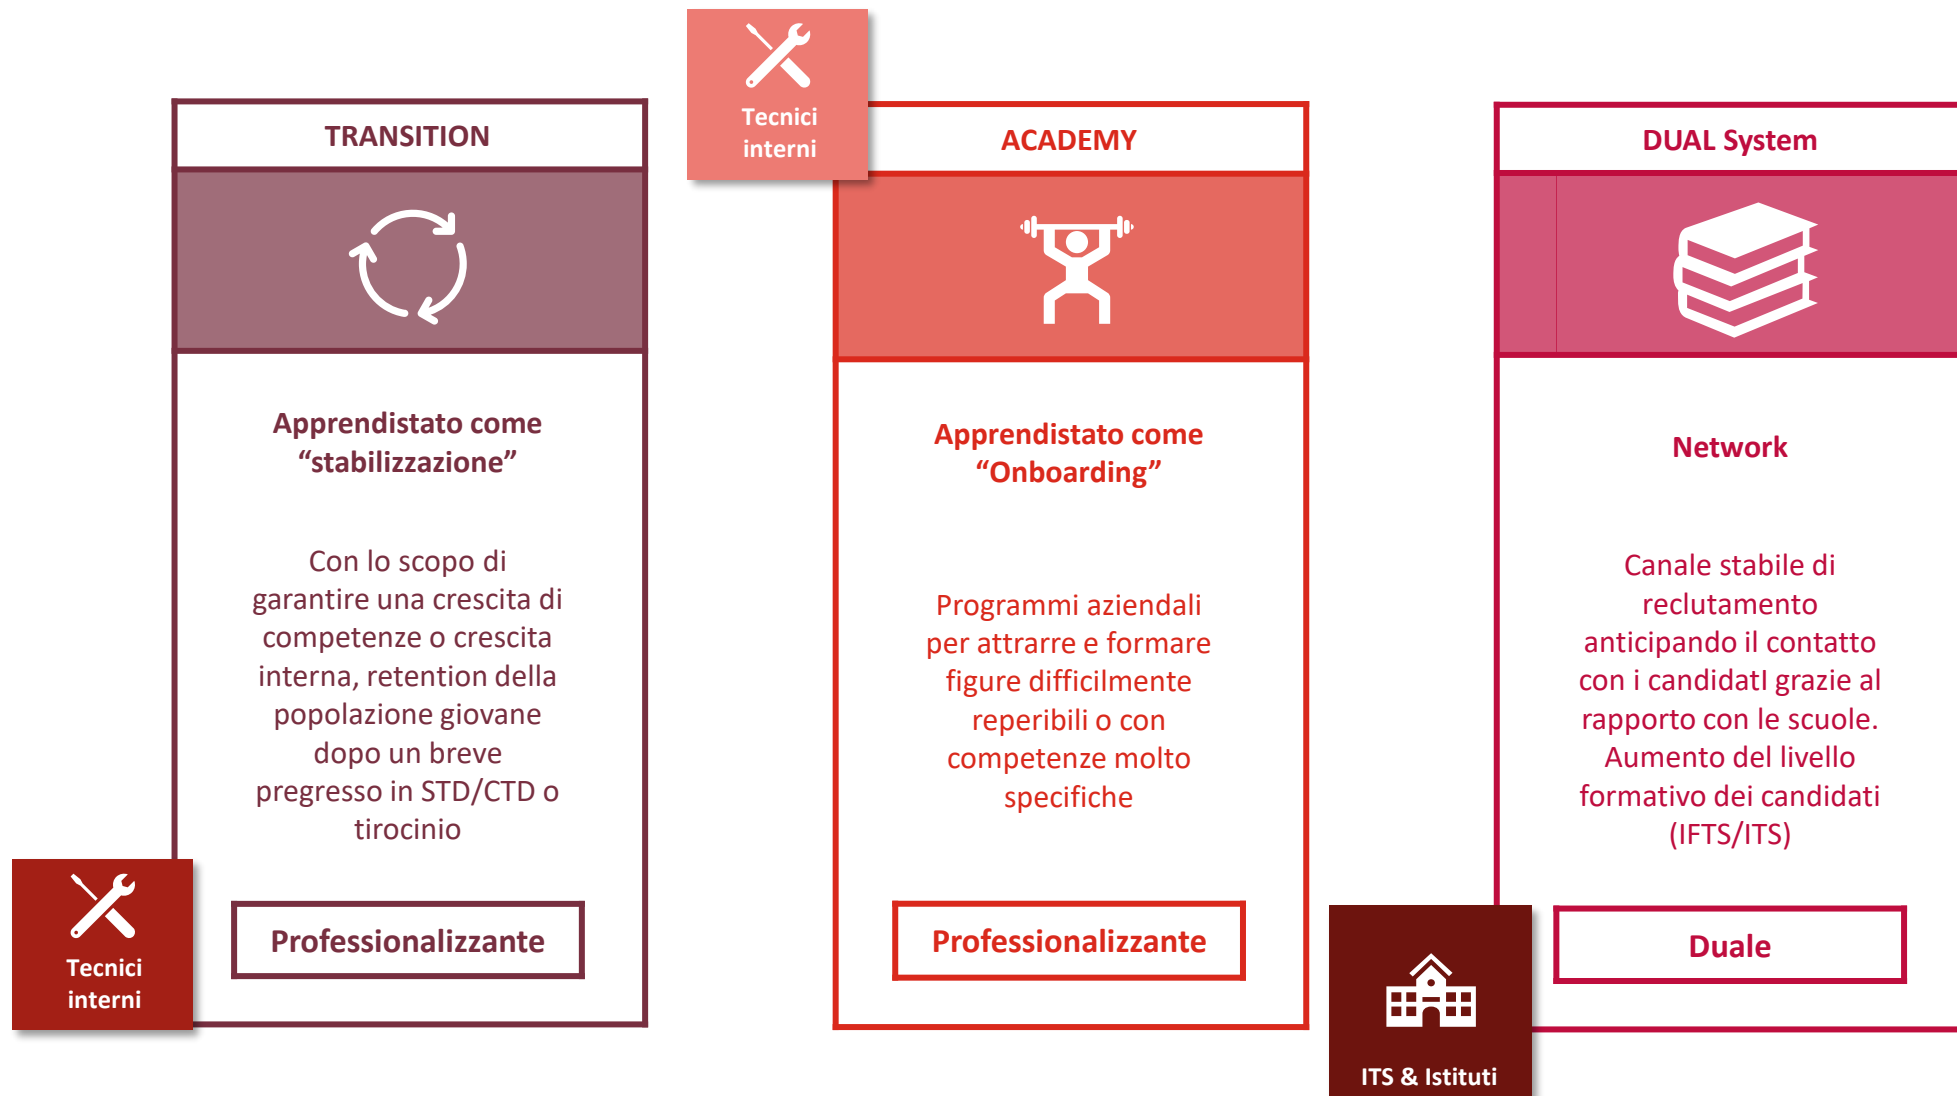 TRANSITION
Apprendistato come
“stabilizzazione”
Con lo scopo di
garantire una crescita di
competenze o crescita
interna, retention della
popolazione giovane
dopo un breve
pregresso in STD/CTD o
tirocinio
Professionalizzante
Tecnici
interni
Tecnici
interni
ACADEMY
Apprendistato come
“Onboarding”
Programmi aziendali
per attrarre e formare
figure difficilmente
reperibili o con
competenze molto
specifiche
Professionalizzante
DUAL System
Network
Canale stabile di
reclutamento
anticipando il contatto
con i candidatI grazie al
rapporto con le scuole.
Aumento del livello
formativo dei candidati
(IFTS/ITS)
Duale
ITS & Istituti